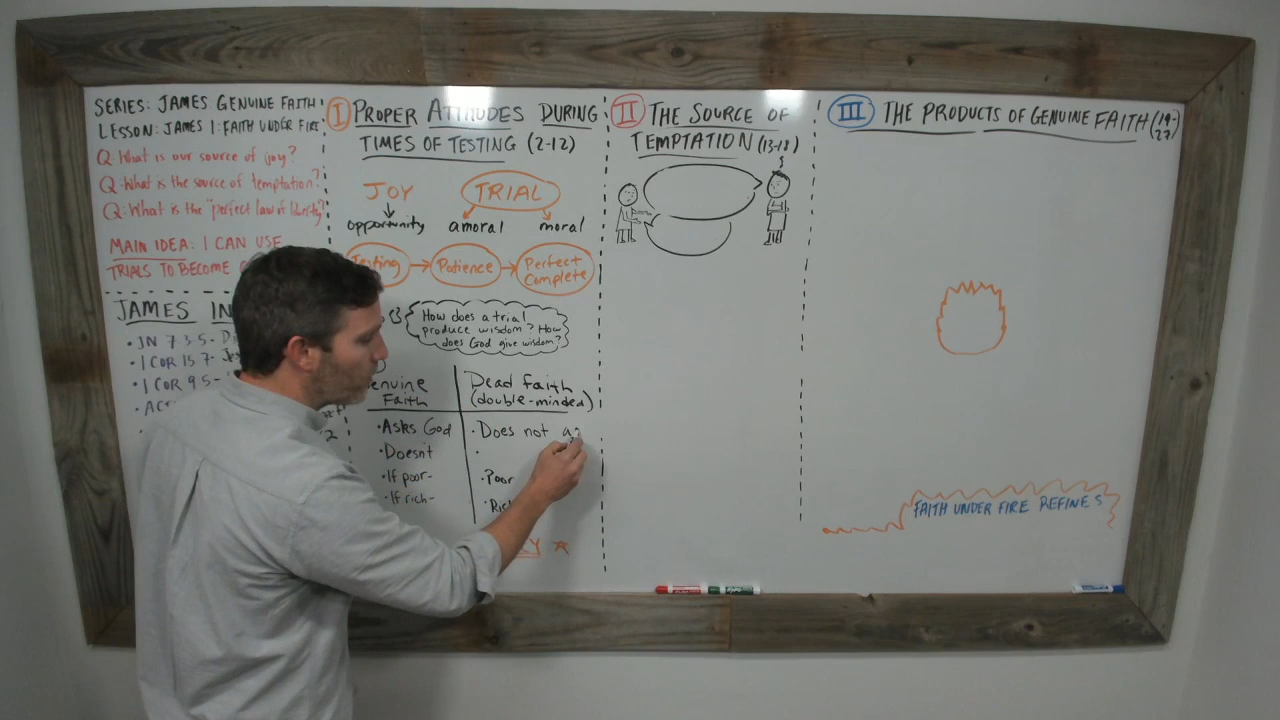 SERIES: JAMES GENUINE FAITH
LESSON: JAMES 1: FAITH UNDER FIRE
Q: What is our source of joy?
Q: What is the source of temptation?
Q: What is the "perfect law of liberty?"
MAIN IDEA: I CAN USE
TRIALS TO BECOME
JAMES IN
• JN 7 3-5-
• I COR 15 7-
• I COR 9 5-
I PROPER ATTITUDES DURING
TIMES OF TESTING (2-12)
JOY TRIAL
opportunity amoral moral
Testing → Patience → Perfect
Complete
How does a trial
produce wisdom? How
does God give wisdom?
enuine
Faith
Dead faith
(double-minded)
• Asks God • Does not
• Doesn't •
• If poor- • Poor
• If rich-
II THE SOURCE OF
TEMPTATION (13-18)
III THE PRODUCTS OF GENUINE FAITH (19-
27)
FAITH UNDER FIRE REFINES